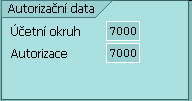 Autorizační data
Účetní okruh 7000
Autorizace 7000